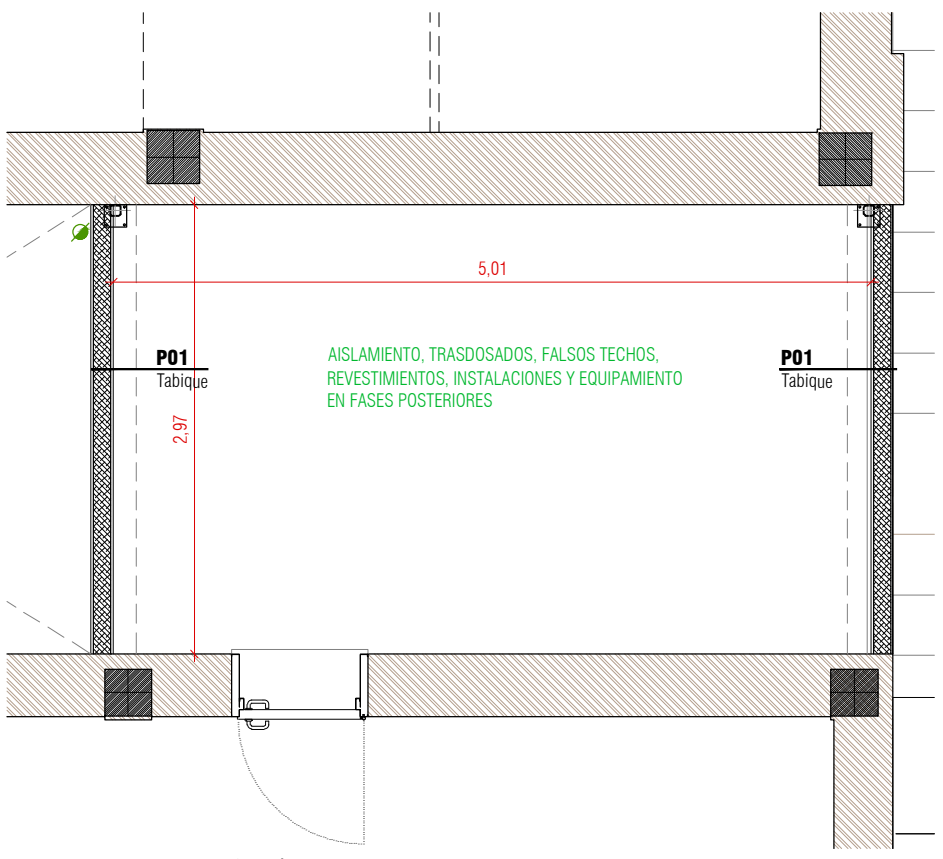 5,01
P01
Tabique
AISLAMIENTO, TRASDOSADOS, FALSOS TECHOS,
REVESTIMIENTOS, INSTALACIONES Y EQUIPAMIENTO
EN FASES POSTERIORES
P01
Tabique
2,97